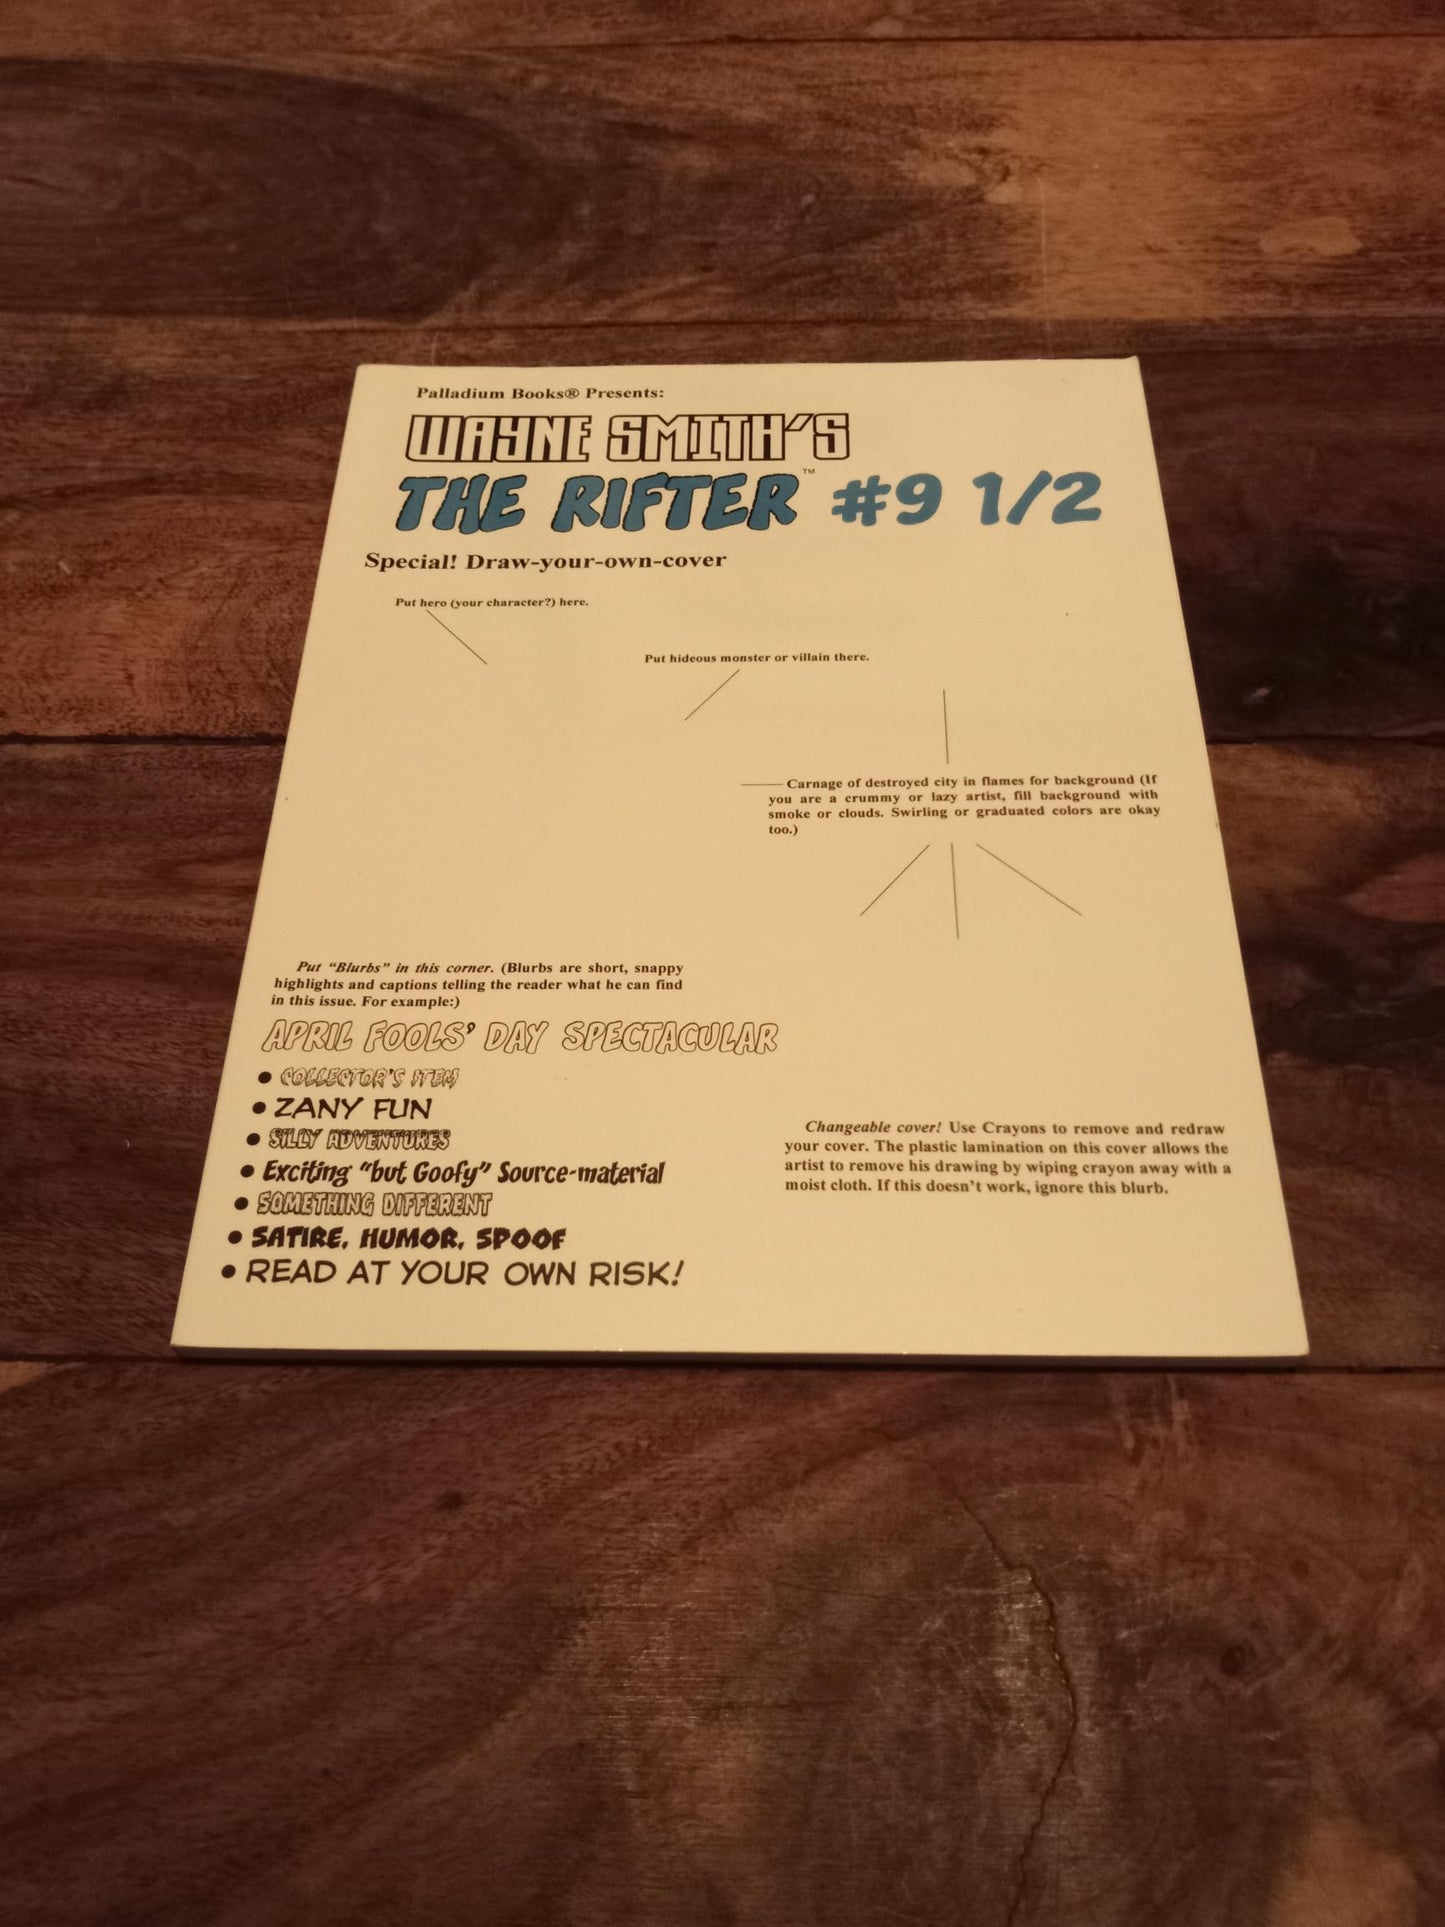 Palladium Books® Presents:
WAYNE SMITH'S
THE RIFTER™ #9 1/2
Special! Draw-your-own-cover
Put hero (your character?) here.
Put hideous monster or villain there.
Carnage of destroyed city in flames for background (If
you are a crummy or lazy artist, fill background with
smoke or clouds. Swirling or graduated colors are okay
too.)
Put “Blurbs” in this corner. (Blurbs are short, snappy
highlights and captions telling the reader what he can find
in this issue. For example:)
APRIL FOOLS’ DAY SPECTACULAR
• COLLECTOR'S ITEM
• ZANY FUN
• SILLY ADVENTURES
• Exciting “but Goofy” Source-material
• SOMETHING DIFFERENT
• SATIRE, HUMOR, SPOOF
• READ AT YOUR OWN RISK!
Changeable cover! Use Crayons to remove and redraw
your cover. The plastic lamination on this cover allows the
artist to remove his drawing by wiping crayon away with a
moist cloth. If this doesn't work, ignore this blurb.